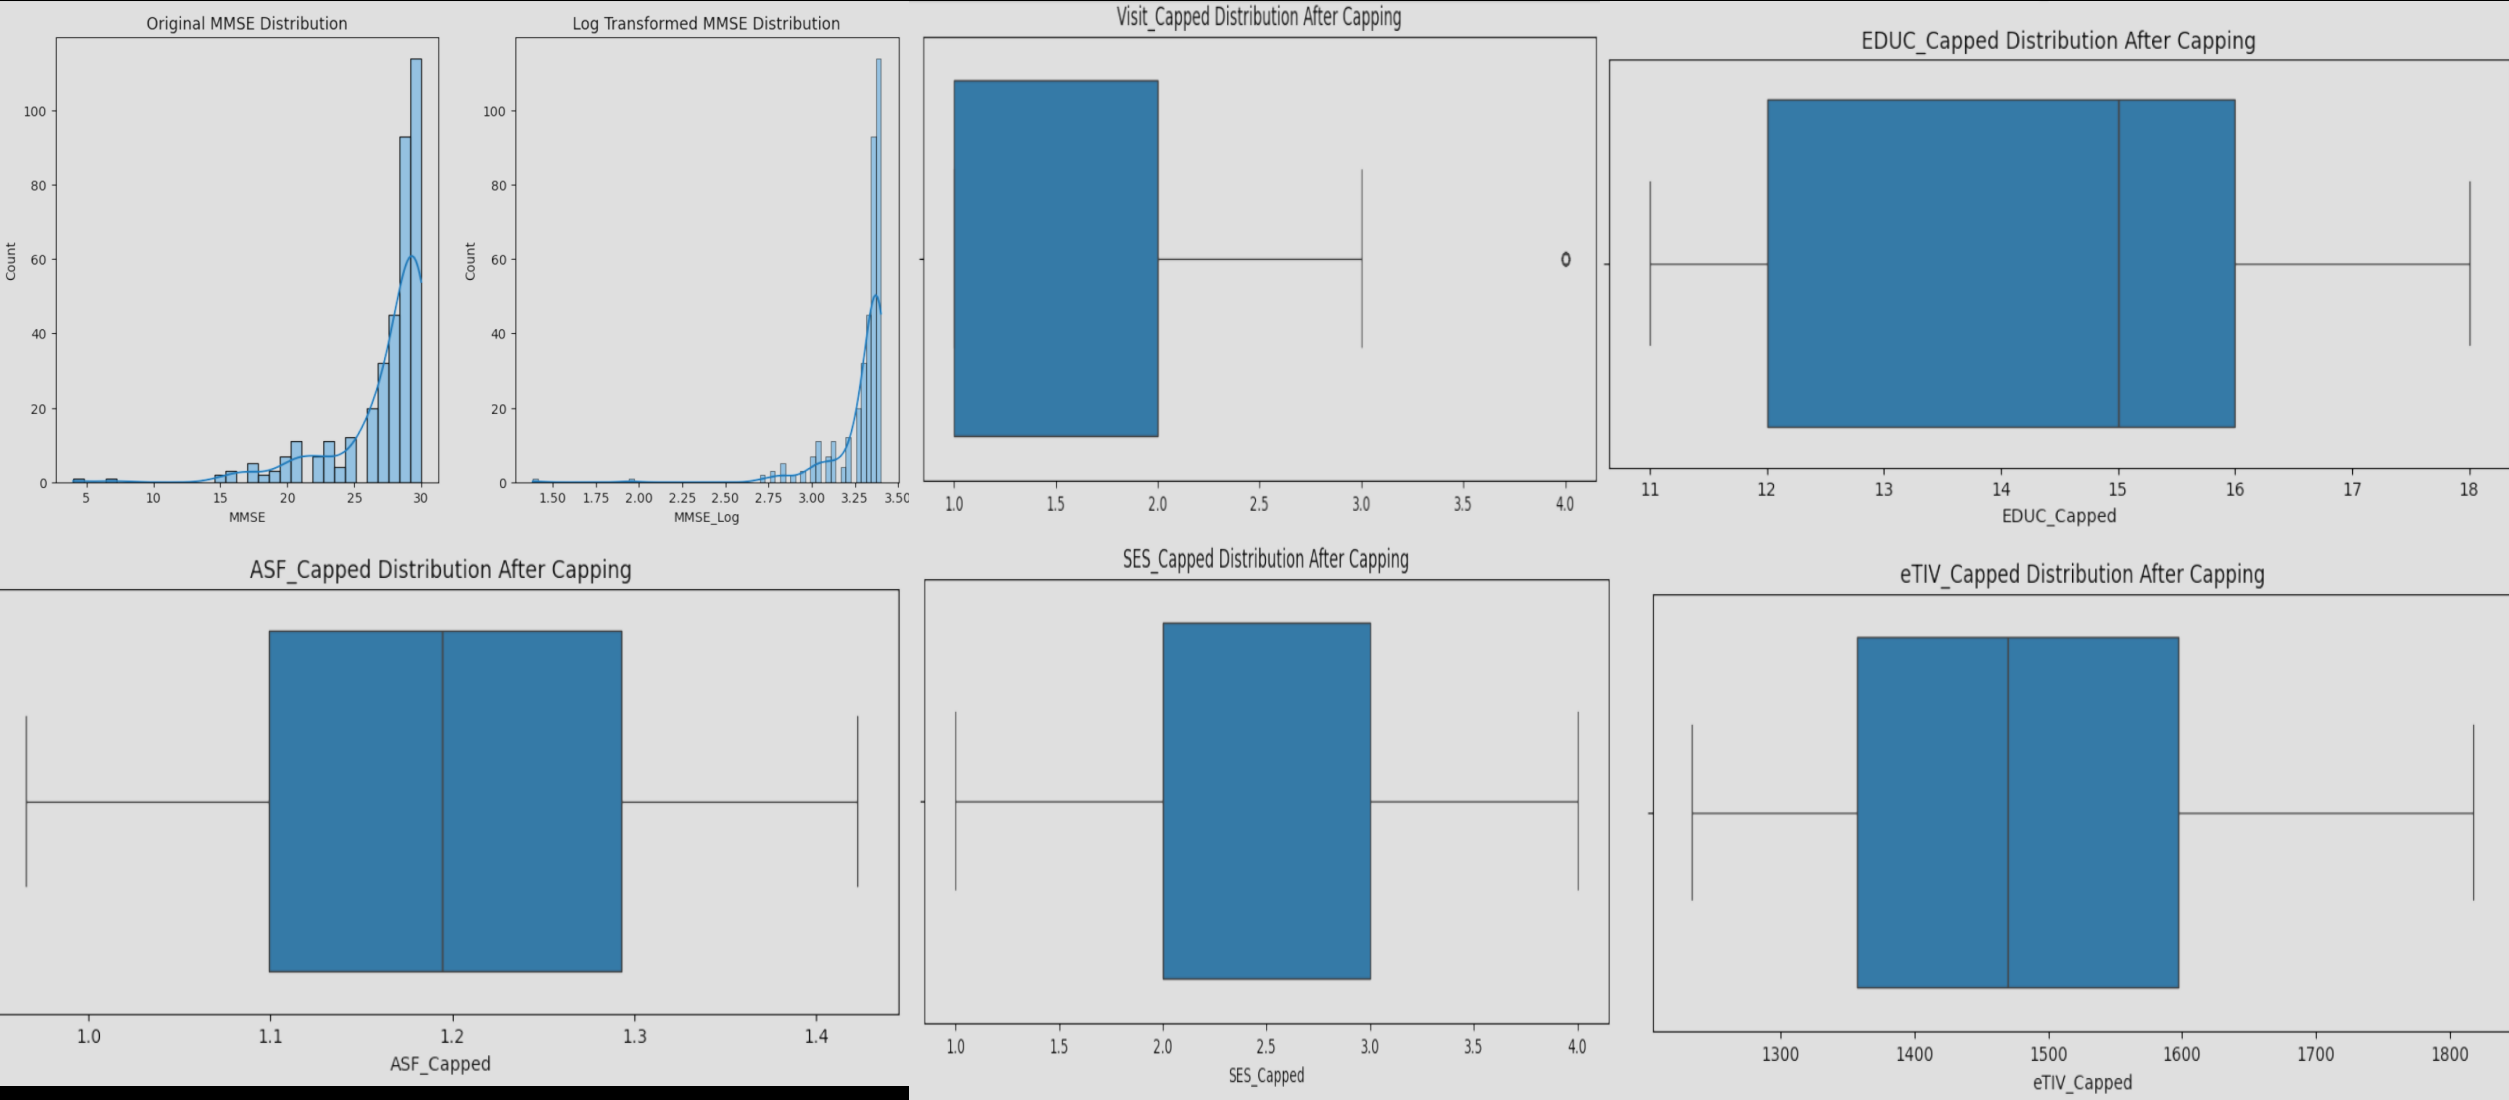 Original MMSE Distribution
Count
100
80
60
40
20
0
5 10 15 20 25 30
MMSE
Log Transformed MMSE Distribution
Count
100
80
60
40
20
0
1.50 1.75 2.00 2.25 2.50 2.75 3.00 3.25 3.50
MMSE_Log
Visit_Capped Distribution After Capping
1.0 1.5 2.0 2.5 3.0 3.5 4.0
EDUC_Capped Distribution After Capping
11 12 13 14 15 16 17 18
EDUC_Capped
ASF_Capped Distribution After Capping
1.0 1.1 1.2 1.3 1.4
ASF_Capped
SES_Capped Distribution After Capping
1.0 1.5 2.0 2.5 3.0 3.5 4.0
SES_Capped
eTIV_Capped Distribution After Capping
1300 1400 1500 1600 1700 1800
eTIV_Capped